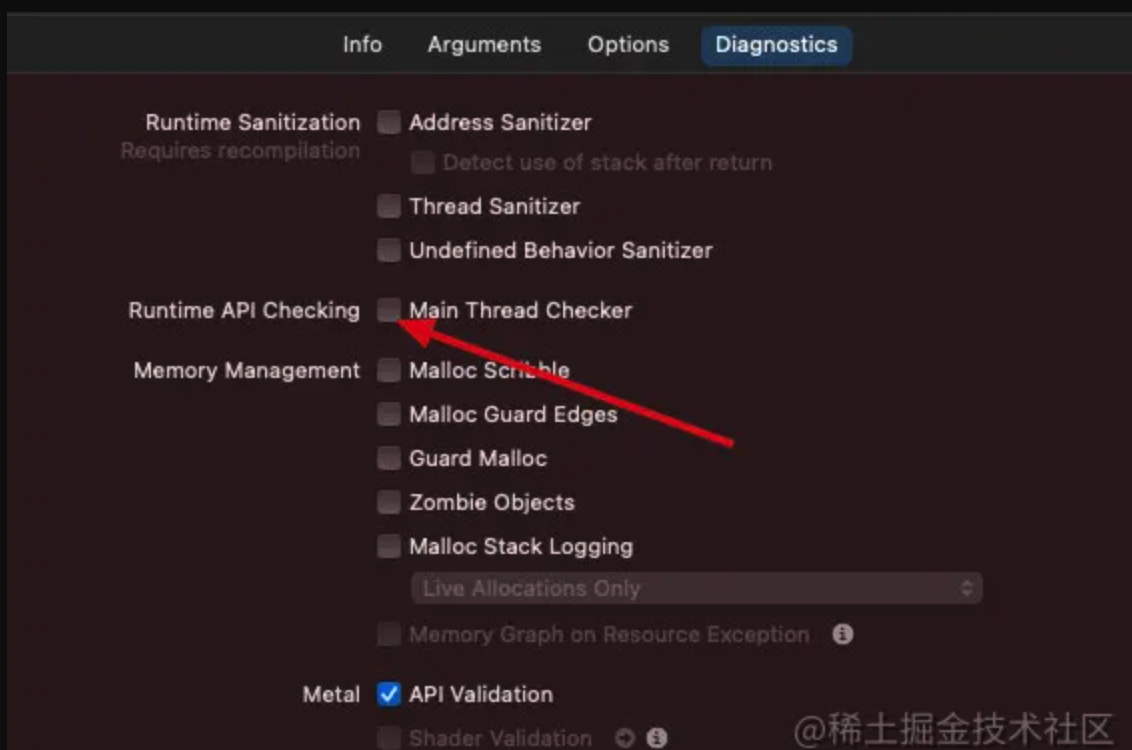 Info Arguments Options Diagnostics
Runtime Sanitization Address Sanitizer
Requires recompilation
Detect use of stack after return
Thread Sanitizer
Undefined Behavior Sanitizer
Runtime API Checking Main Thread Checker
Memory Management Malloc Scribble
Malloc Guard Edges
Guard Malloc
Zombie Objects
Malloc Stack Logging
Live Allocations Only
Memory Graph on Resource Exception
Metal API Validation
Shader Validation
@稀土掘金技术社区